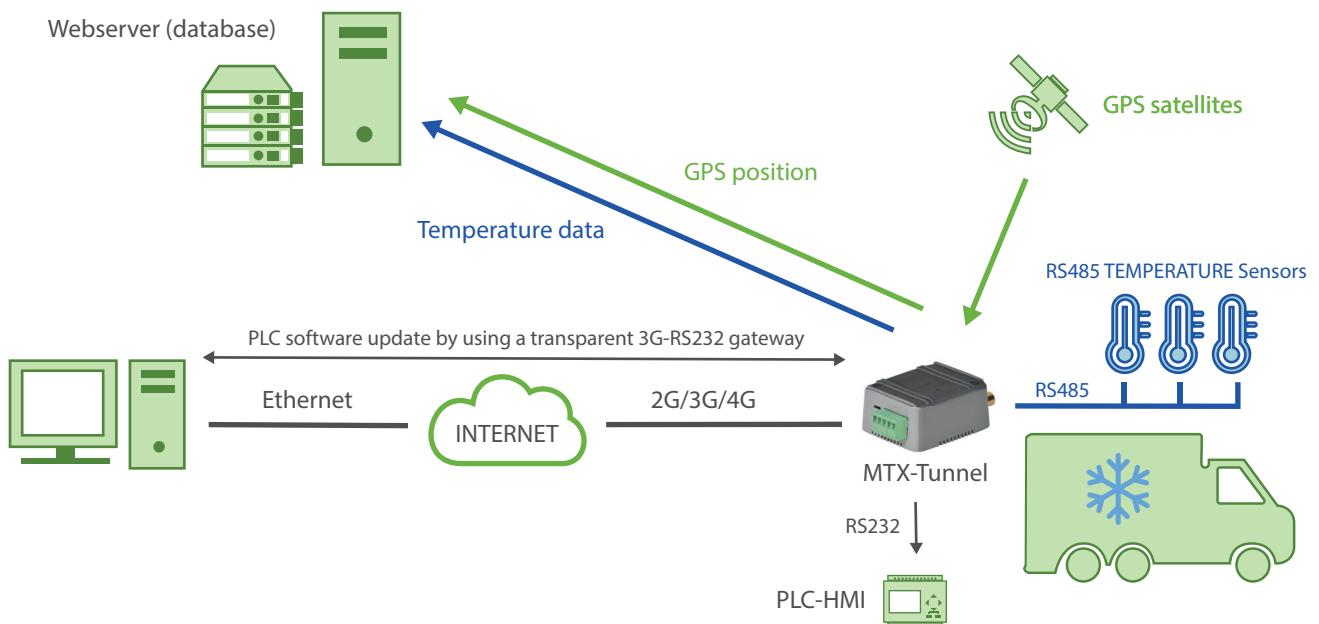 Webserver (database)
GPS satellites
GPS position
Temperature data
RS485 TEMPERATURE Sensors
PLC software update by using a transparent 3G-RS232 gateway
Ethernet
INTERNET
2G/3G/4G
RS485
MTX-Tunnel
RS232
PLC-HMI